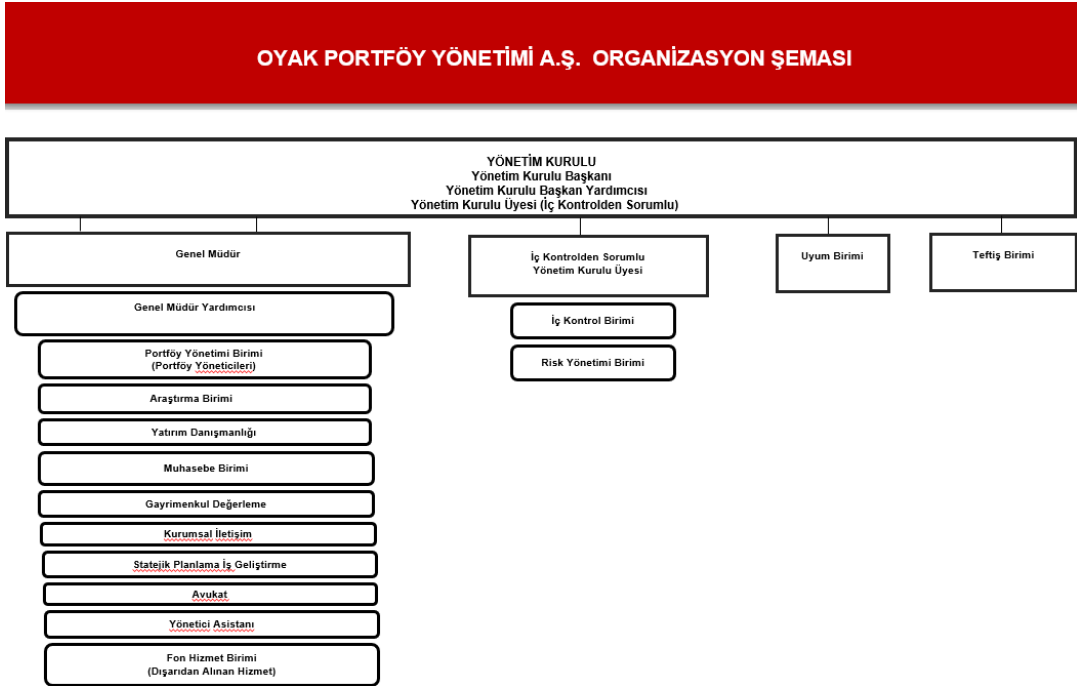 OYAK PORTFÖY YÖNETİMİ A.Ş. ORGANİZASYON ŞEMASI
YÖNETİM KURULU
Yönetim Kurulu Başkanı
Yönetim Kurulu Başkan Yardımcısı
Yönetim Kurulu Üyesi (İç Kontrolden Sorumlu)
Genel Müdür
Genel Müdür Yardımcısı
Portföy Yönetimi Birimi
(Portföy Yöneticileri)
Araştırma Birimi
Yatırım Danışmanlığı
Muhasebe Birimi
Gayrimenkul Değerleme
Kurumsal İletişim
Statejik Planlama İş Geliştirme
Avukat
Yönetici Asistanı
Fon Hizmet Birimi
(Dışarıdan Alınan Hizmet)
İç Kontrolden Sorumlu
Yönetim Kurulu Üyesi
İç Kontrol Birimi
Risk Yönetimi Birimi
Uyum Birimi
Teftiş Birimi